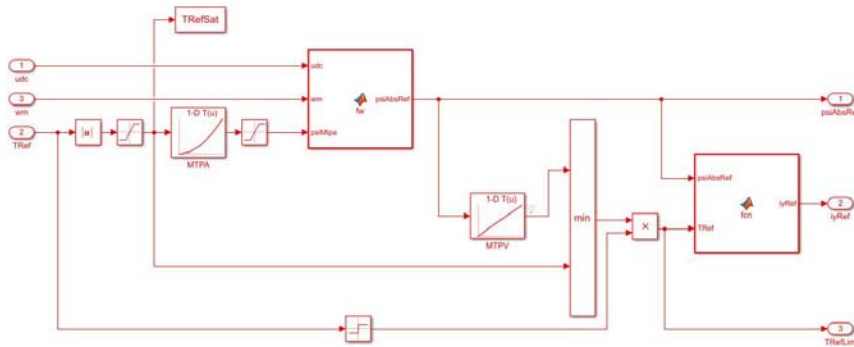 TRefSat
1
udc
3
wm
2
TRef
|u|
1-D T(u)
MTPA
udc
wm
psiMtpa
fw
psiAbsRef
1-D T(u)
MTPV
min
×
psiAbsRef
TRef
fcn
iyRef
1
psiAbsRe
2
iyRef
3
TRefLim